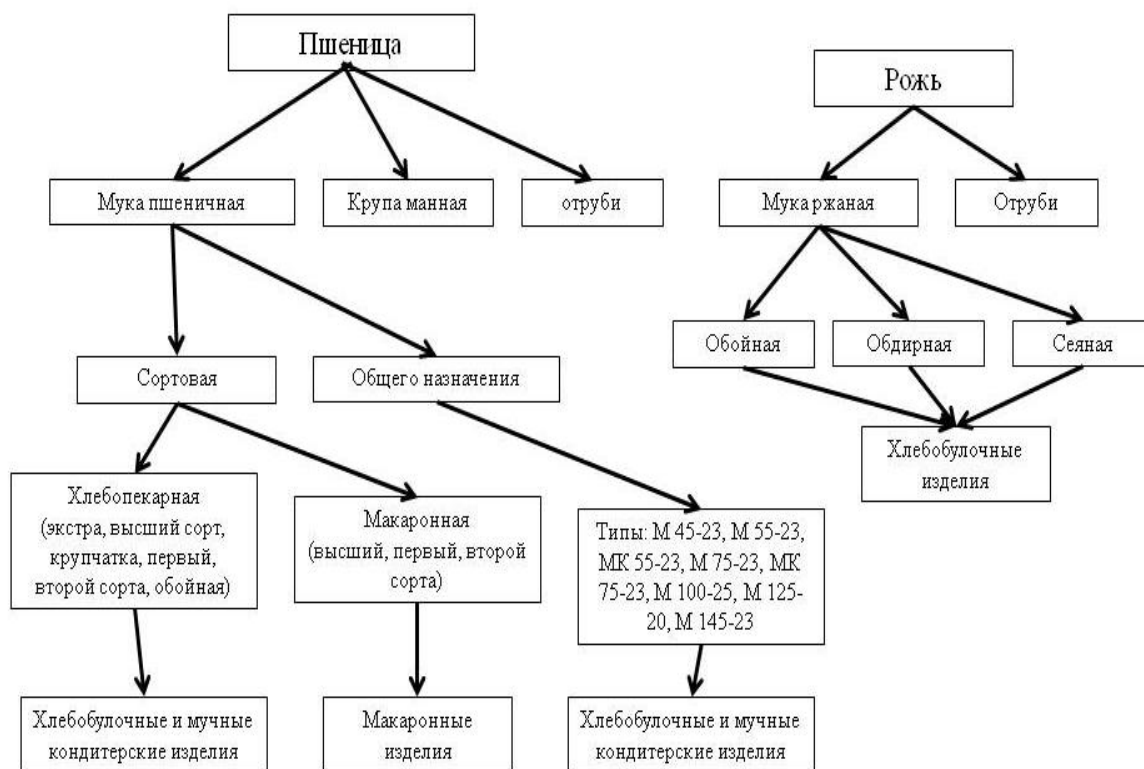 Пшеница
Рожь
Мука пшеничная
Крупа манная
отруби
Мука ржаная
Отруби
Обойная
Обдирная
Сеяная
Сортовая
Общего назначения
Хлебобулочные
изделия
Хлебопекарная
(экстра, высший сорт,
крупчатка, первый,
второй сорта, обойная)
Макаронная
(высший, первый, второй
сорта)
Типы: М 45-23, М 55-23,
МК 55-23, М 75-23, МК
75-23, М 100-25, М 125-
20, М 145-23
Хлебобулочные и мучные
кондитерские изделия
Макаронные
изделия
Хлебобулочные и мучные
кондитерские изделия